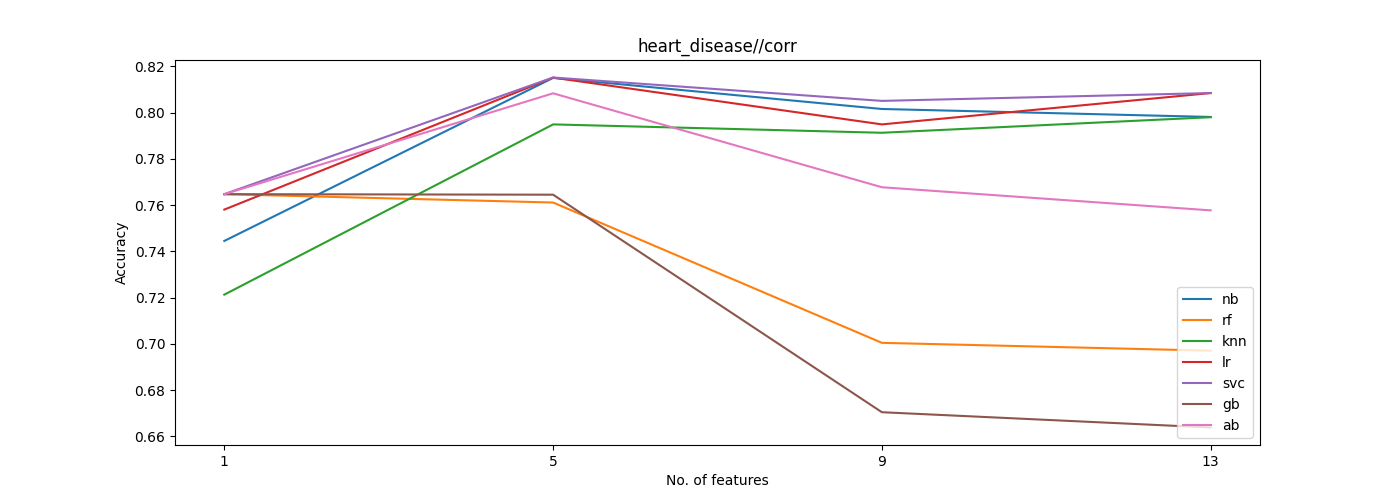 heart_disease//corr
0.82
0.80
0.78
0.76
0.74
0.72
0.70
0.68
0.66
Accuracy
1 5 9 13
No. of features
nb
rf
knn
lr
svc
gb
ab